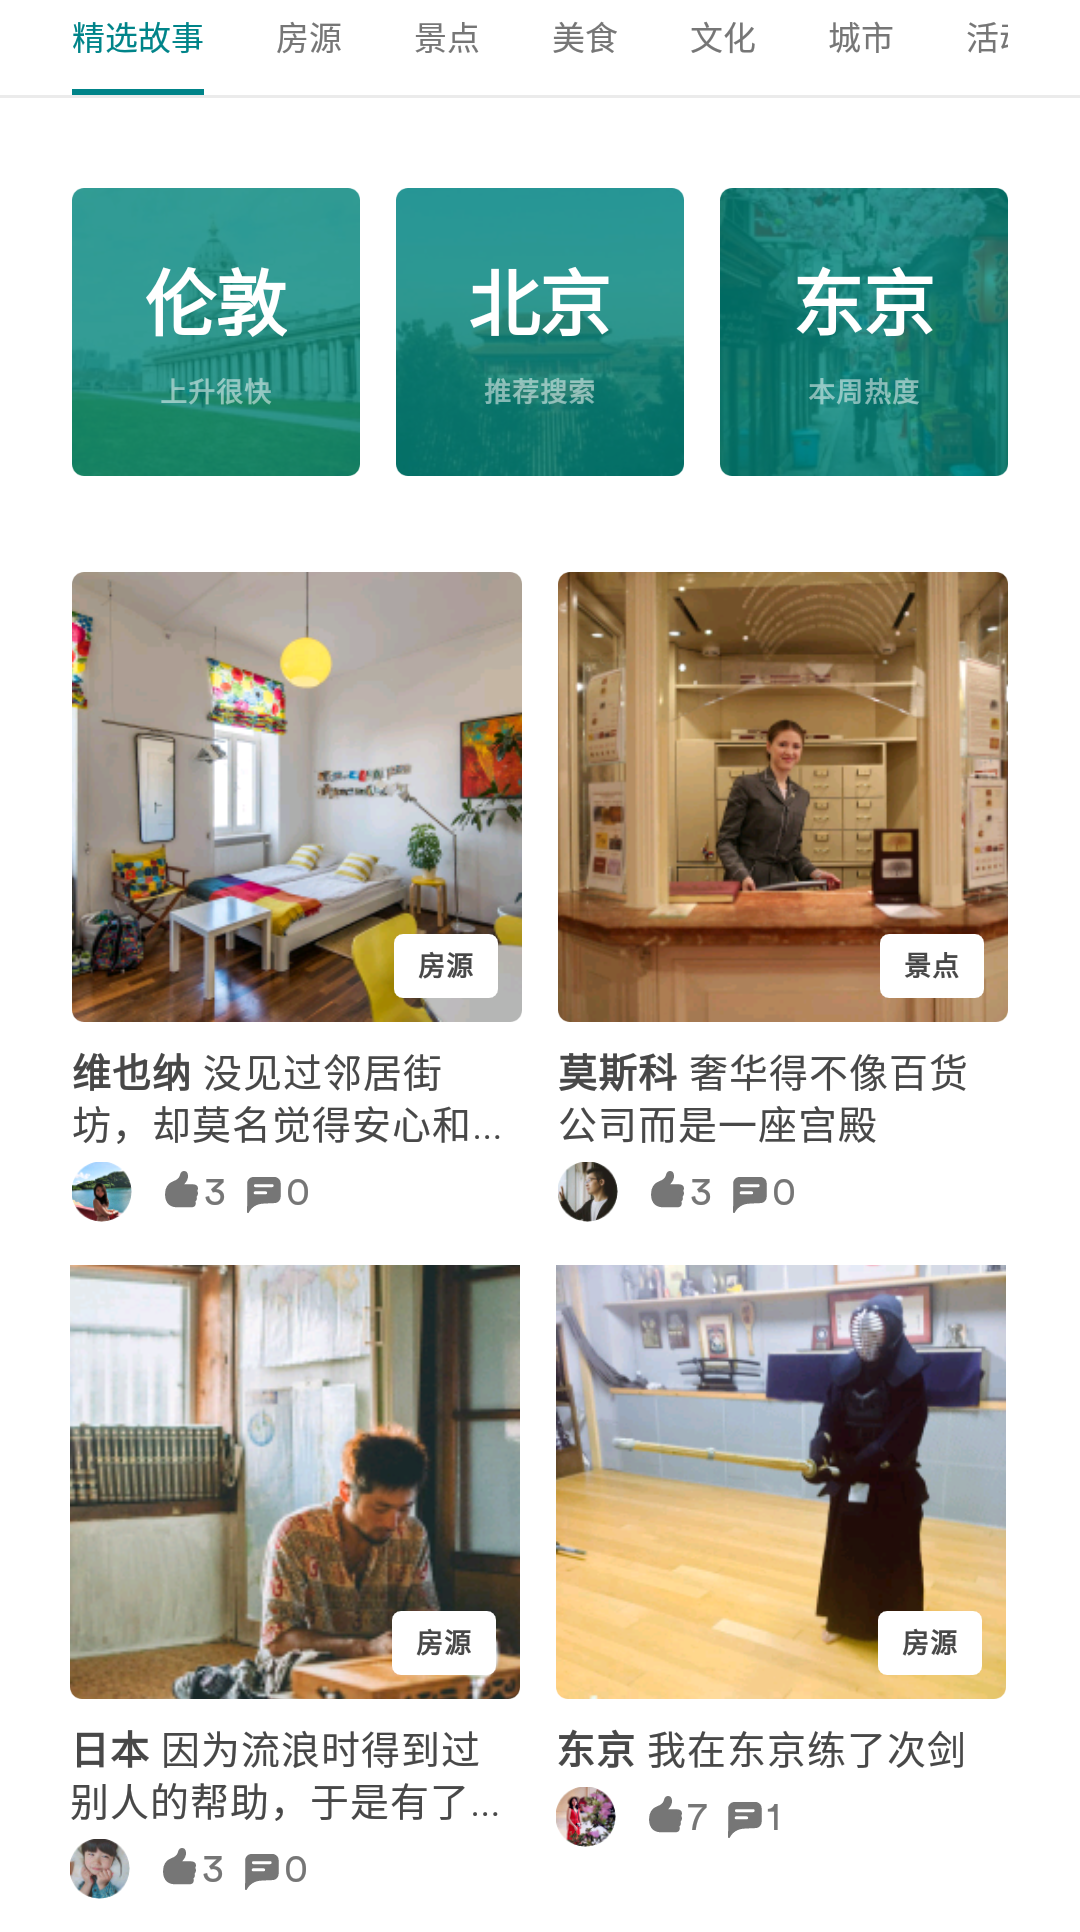 精选故事 房源 景点 美食 文化 城市
伦敦
上升很快
北京
推荐搜索
东京
本周热度
房源
维也纳 没见过邻居街
坊，却莫名觉得安心和...
3 0
景点
莫斯科 奢华得不像百货
公司而是一座宫殿
3 0
房源
日本 因为流浪时得到过
别人的帮助，于是有了...
3 0
房源
东京 我在东京练了次剑
7 1